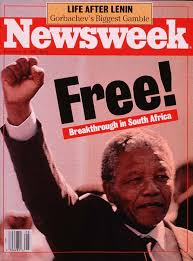 LIFE AFTER LENIN
Gorbachev's Biggest Gamble
Newsweek
Free!
Breakthrough in South Africa